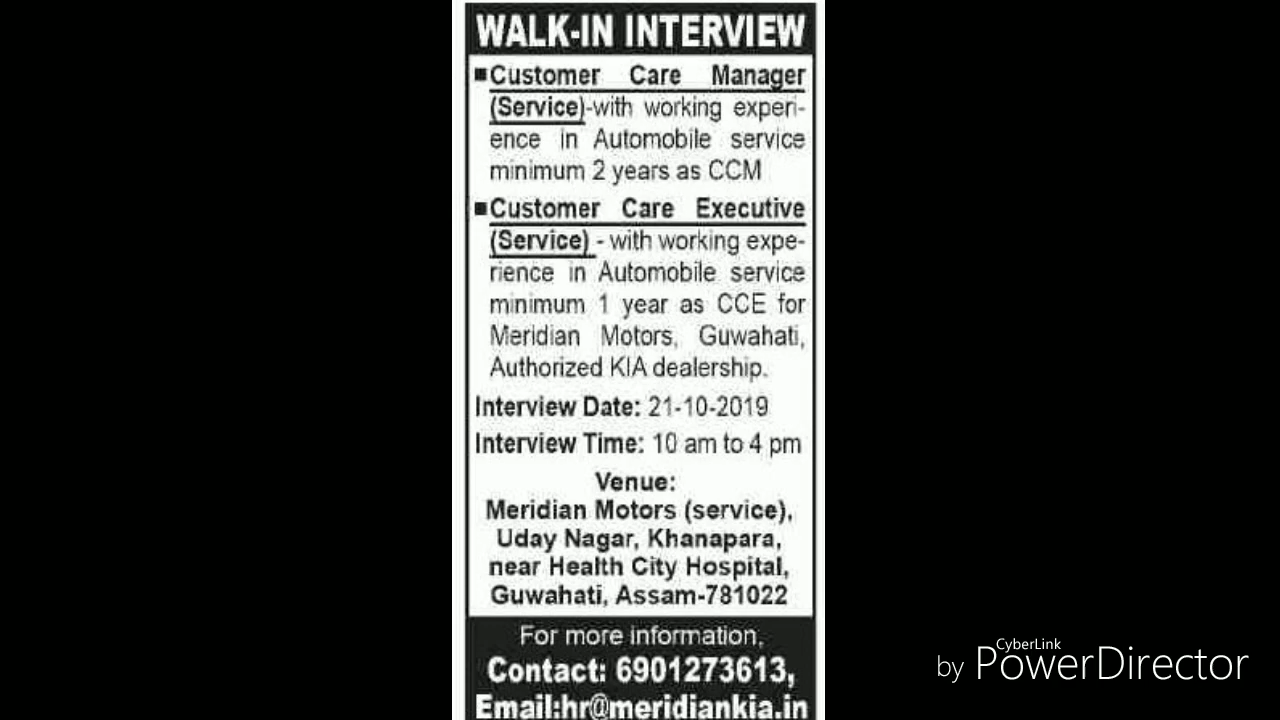 WALK-IN INTERVIEW
▪Customer Care Manager
(Service)-with working experi-
ence in Automobile service
minimum 2 years as CCM
▪Customer Care Executive
(Service) - with working expe-
rience in Automobile service
minimum 1 year as CCE for
Meridian Motors, Guwahati,
Authorized KIA dealership.
Interview Date: 21-10-2019
Interview Time: 10 am to 4 pm
Venue:
Meridian Motors (service),
Uday Nagar, Khanapara,
near Health City Hospital,
Guwahati, Assam-781022
For more information,
Contact: 6901273613,
Email:hr@meridiankia.in
CyberLink
by PowerDirector